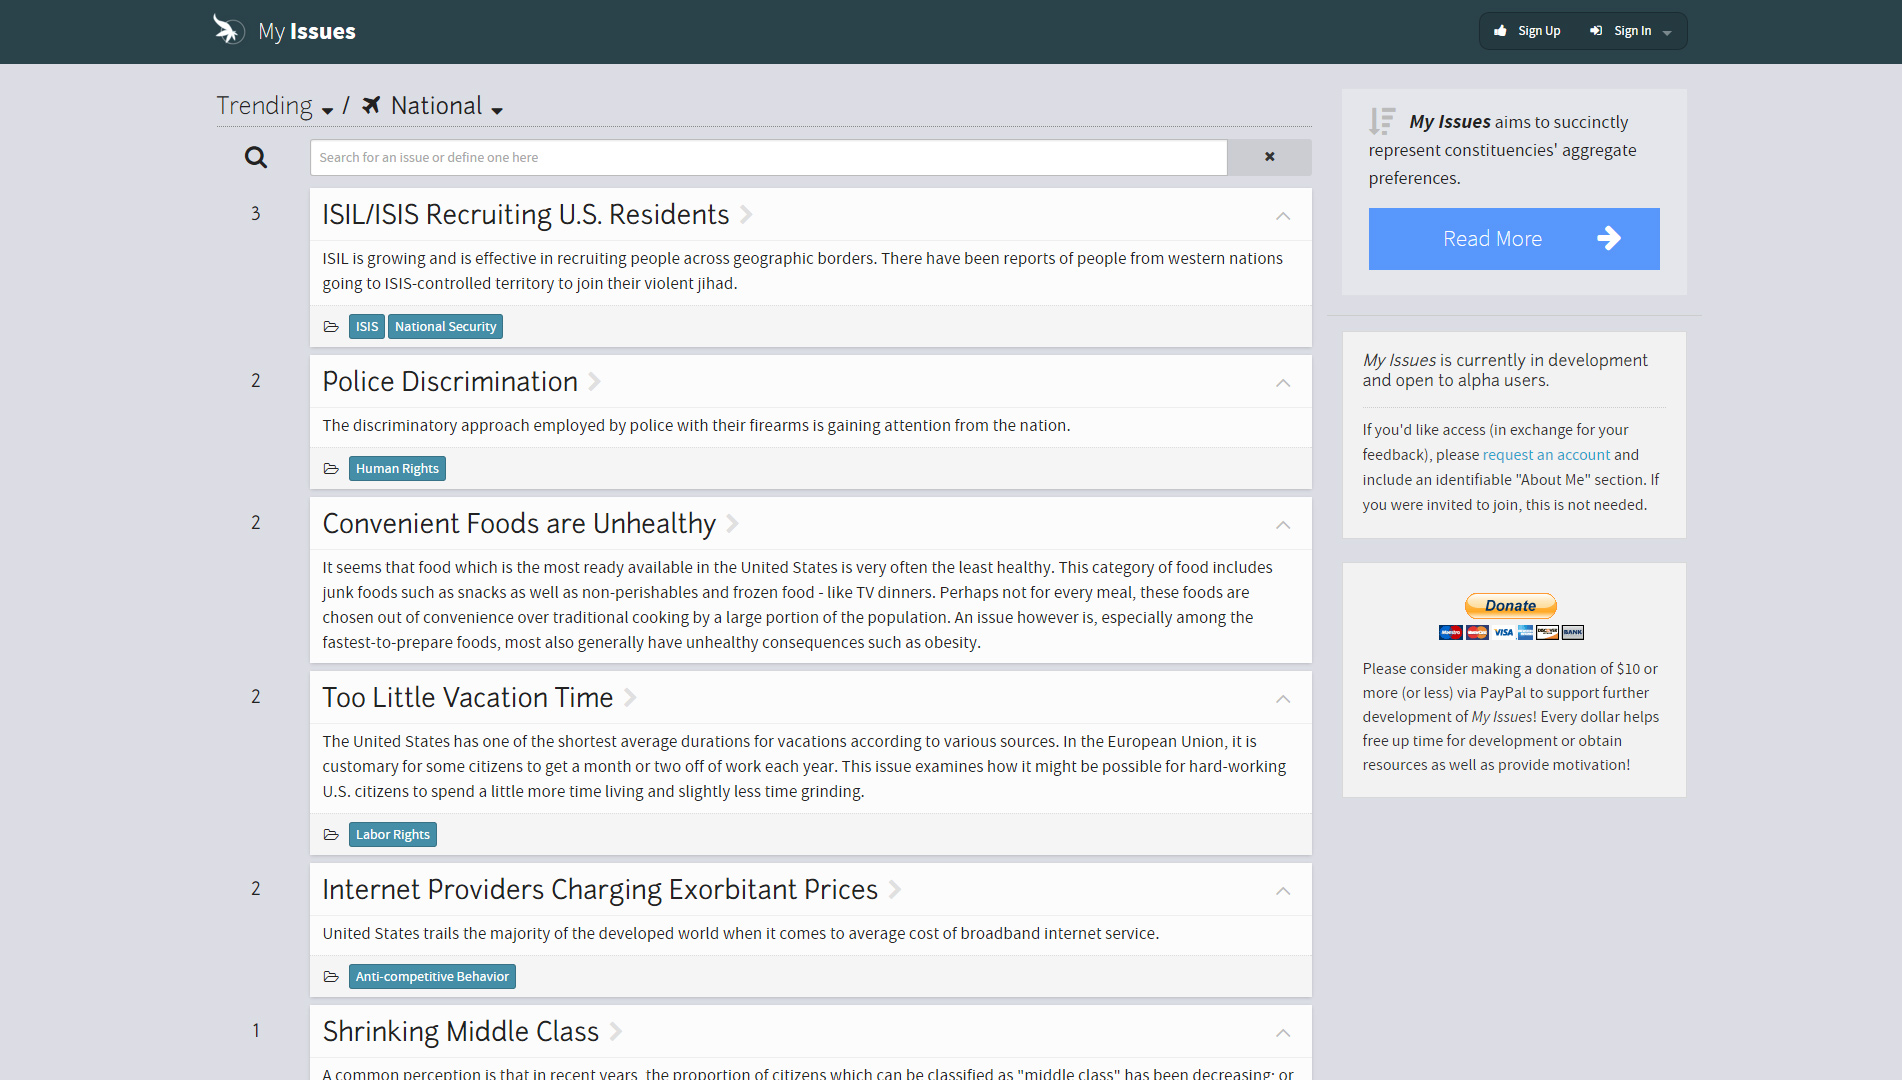 My Issues
Sign Up
Sign In
Trending / National
Search for an issue or define one here
3
ISIL/ISIS Recruiting U.S. Residents
ISIL is growing and is effective in recruiting people across geographic borders. There have been reports of people from western nations
going to ISIS-controlled territory to join their violent jihad.
ISIS National Security
2
Police Discrimination
The discriminatory approach employed by police with their firearms is gaining attention from the nation.
Human Rights
2
Convenient Foods are Unhealthy
It seems that food which is the most ready available in the United States is very often the least healthy. This category of food includes
junk foods such as snacks as well as non-perishables and frozen food - like TV dinners. Perhaps not for every meal, these foods are
chosen out of convenience over traditional cooking by a large portion of the population. An issue however is, especially among the
fastest-to-prepare foods, most also generally have unhealthy consequences such as obesity.
2
Too Little Vacation Time
The United States has one of the shortest average durations for vacations according to various sources. In the European Union, it is
customary for some citizens to get a month or two off of work each year. This issue examines how it might be possible for hard-working
U.S. citizens to spend a little more time living and slightly less time grinding.
Labor Rights
2
Internet Providers Charging Exorbitant Prices
United States trails the majority of the developed world when it comes to average cost of broadband internet service.
Anti-competitive Behavior
1
Shrinking Middle Class
A common perception is that in recent years, the proportion of citizens which can be classified as "middle class" has been decreasing; or
My Issues aims to succinctly
represent constituencies' aggregate
preferences.
Read More
My Issues is currently in development
and open to alpha users.
If you'd like access (in exchange for your
feedback), please request an account and
include an identifiable "About Me" section. If
you were invited to join, this is not needed.
Donate
VISA
BANK
Please consider making a donation of $10 or
more (or less) via PayPal to support further
development of My Issues! Every dollar helps
free up time for development or obtain
resources as well as provide motivation!